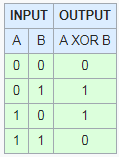 INPUT OUTPUT
A B A XOR B
0 0 0
0 1 1
1 0 1
1 1 0